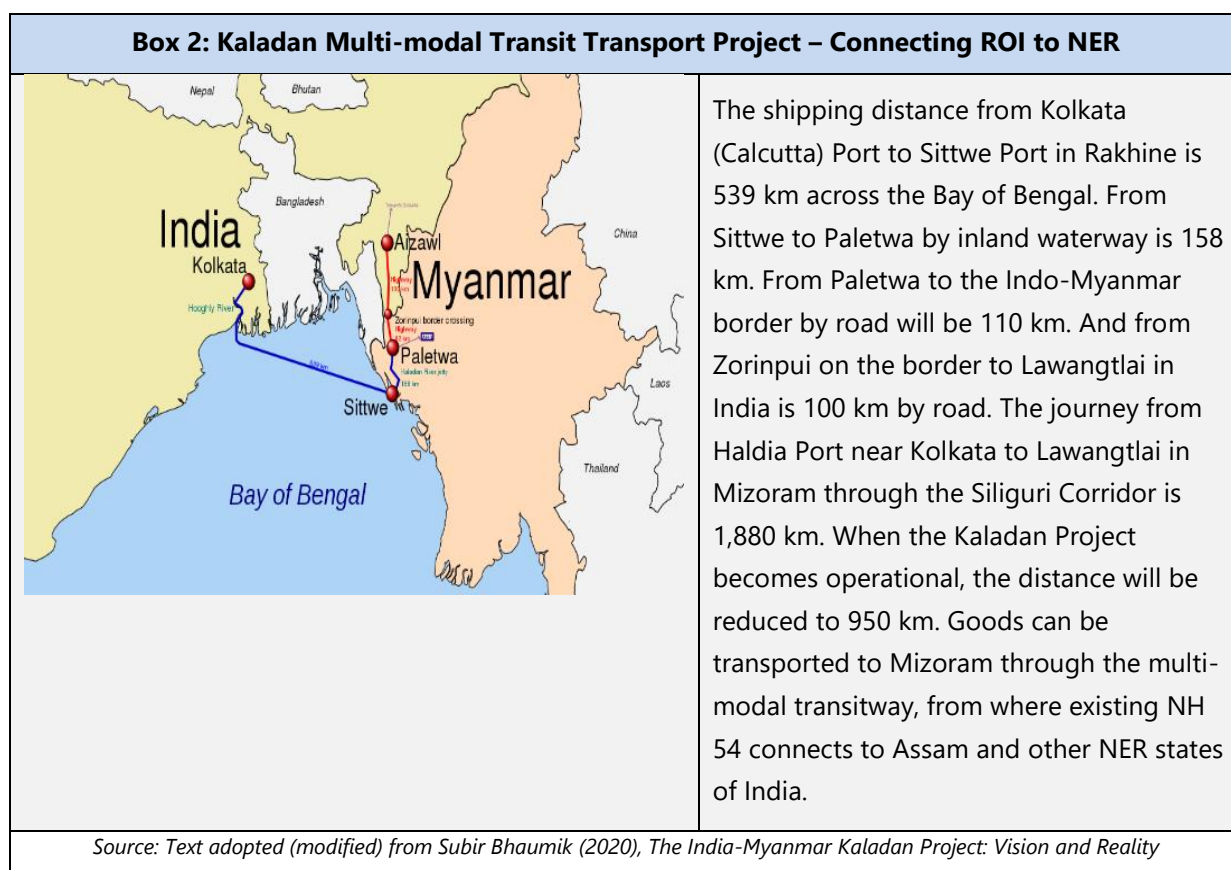 Box 2: Kaladan Multi-modal Transit Transport Project – Connecting ROI to NER
Nepal
Bhutan
Bangladesh
India
Kolkata
Hooghly River
Aizawl
Myanmar
China
Highway
Zorinpui border crossing
Highway
Paletwa
Kaladan River jetty
Sittwe
Laos
Thailand
Bay of Bengal
The shipping distance from Kolkata
(Calcutta) Port to Sittwe Port in Rakhine is
539 km across the Bay of Bengal. From
Sittwe to Paletwa by inland waterway is 158
km. From Paletwa to the Indo-Myanmar
border by road will be 110 km. And from
Zorinpui on the border to Lawangtlai in
India is 100 km by road. The journey from
Haldia Port near Kolkata to Lawangtlai in
Mizoram through the Siliguri Corridor is
1,880 km. When the Kaladan Project
becomes operational, the distance will be
reduced to 950 km. Goods can be
transported to Mizoram through the multi-
modal transitway, from where existing NH
54 connects to Assam and other NER states
of India.
Source: Text adopted (modified) from Subir Bhaumik (2020), The India-Myanmar Kaladan Project: Vision and Reality